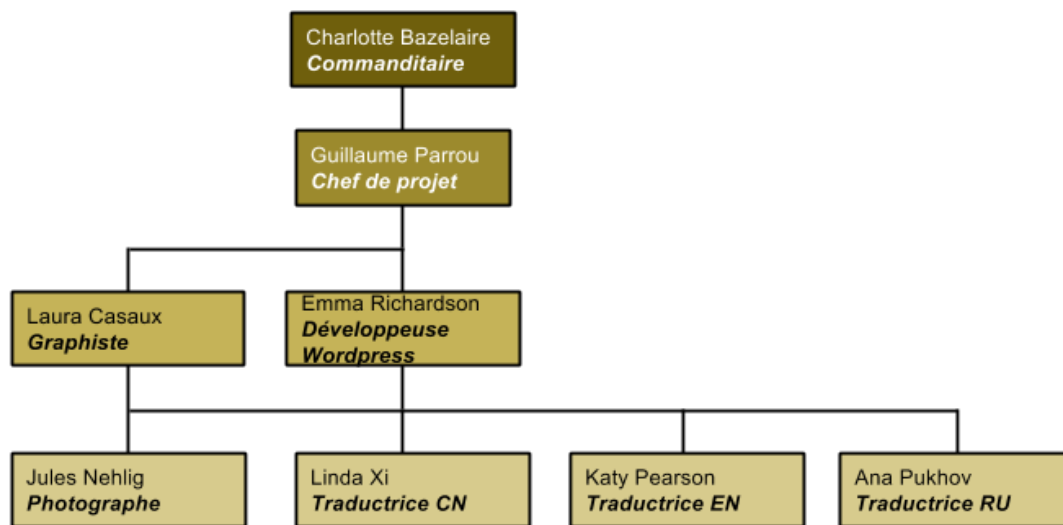 Charlotte Bazelaire
Commanditaire
Guillaume Parrou
Chef de projet
Laura Casaux
Graphiste
Emma Richardson
Développeuse
Wordpress
Jules Nehlig
Photographe
Linda Xi
Traductrice CN
Katy Pearson
Traductrice EN
Ana Pukhov
Traductrice RU